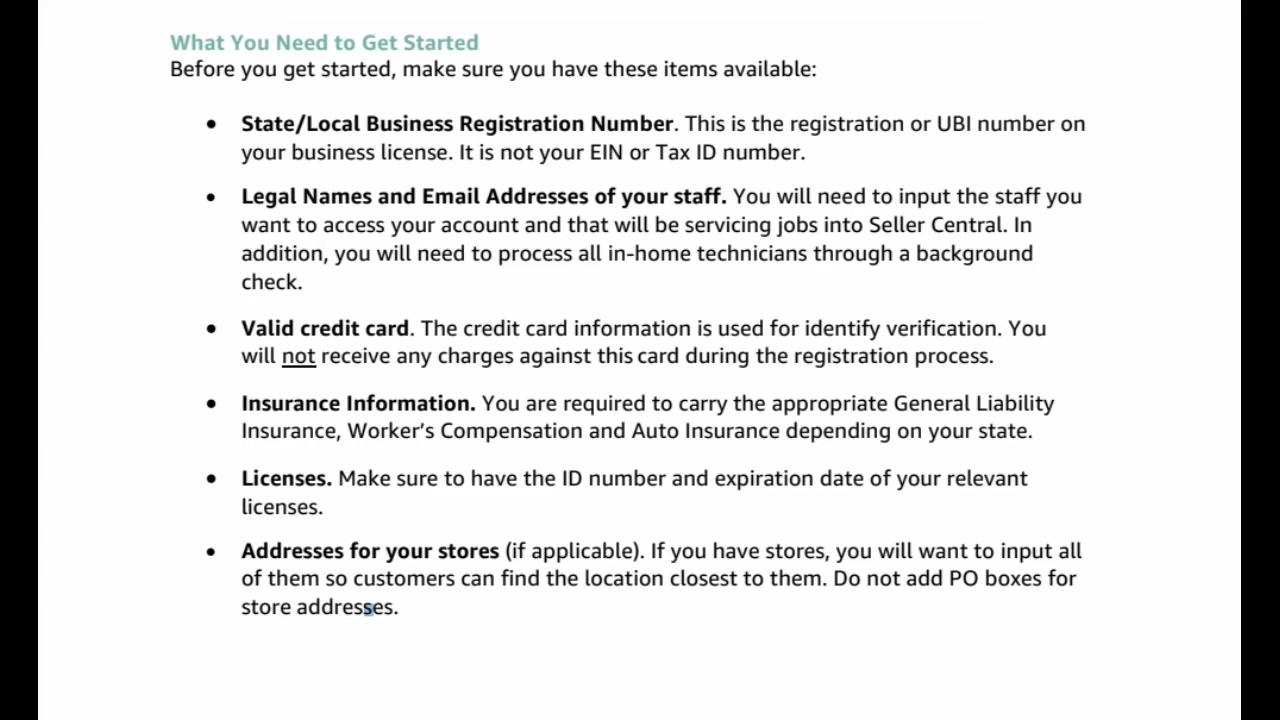 What You Need to Get Started
Before you get started, make sure you have these items available:
• State/Local Business Registration Number. This is the registration or UBI number on
your business license. It is not your EIN or Tax ID number.
• Legal Names and Email Addresses of your staff. You will need to input the staff you
want to access your account and that will be servicing jobs into Seller Central. In
addition, you will need to process all in-home technicians through a background
check.
• Valid credit card. The credit card information is used for identify verification. You
will not receive any charges against this card during the registration process.
• Insurance Information. You are required to carry the appropriate General Liability
Insurance, Worker’s Compensation and Auto Insurance depending on your state.
• Licenses. Make sure to have the ID number and expiration date of your relevant
licenses.
• Addresses for your stores (if applicable). If you have stores, you will want to input all
of them so customers can find the location closest to them. Do not add PO boxes for
store addresses.